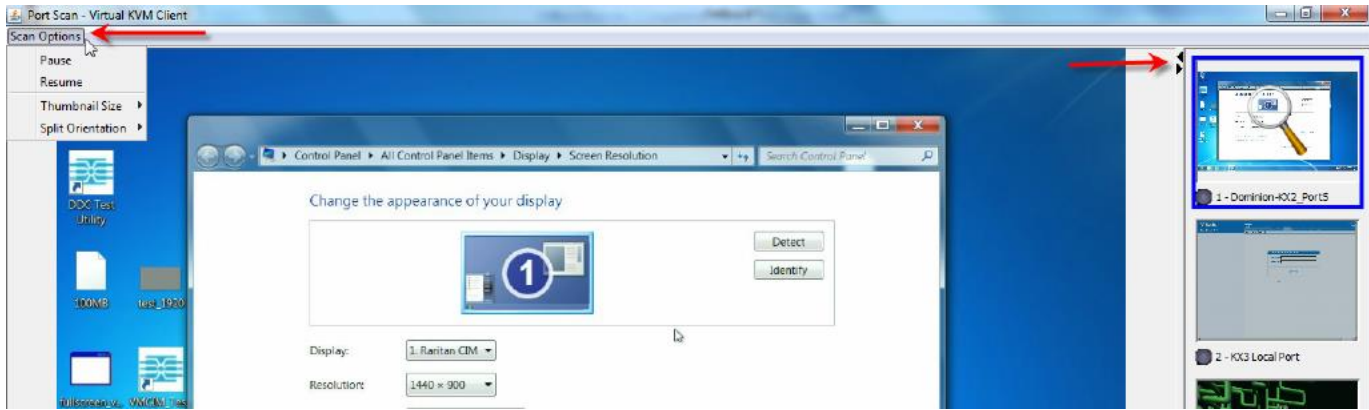 Port Scan - Virtual KVM Client
Scan Options
Pause
Resume
Thumbnail Size
Split Orientation
Control Panel
All Control Panel Items
Display
Screen Resolution
Search Control Panel
Change the appearance of your display
1
Detect
Identify
Display:
1. Raritan CIM
Resolution:
1440 × 900
DDC Test
Utility
100MB
test_1920
1 - Dominion-KX2_Port5
2 - KX3 Local Port